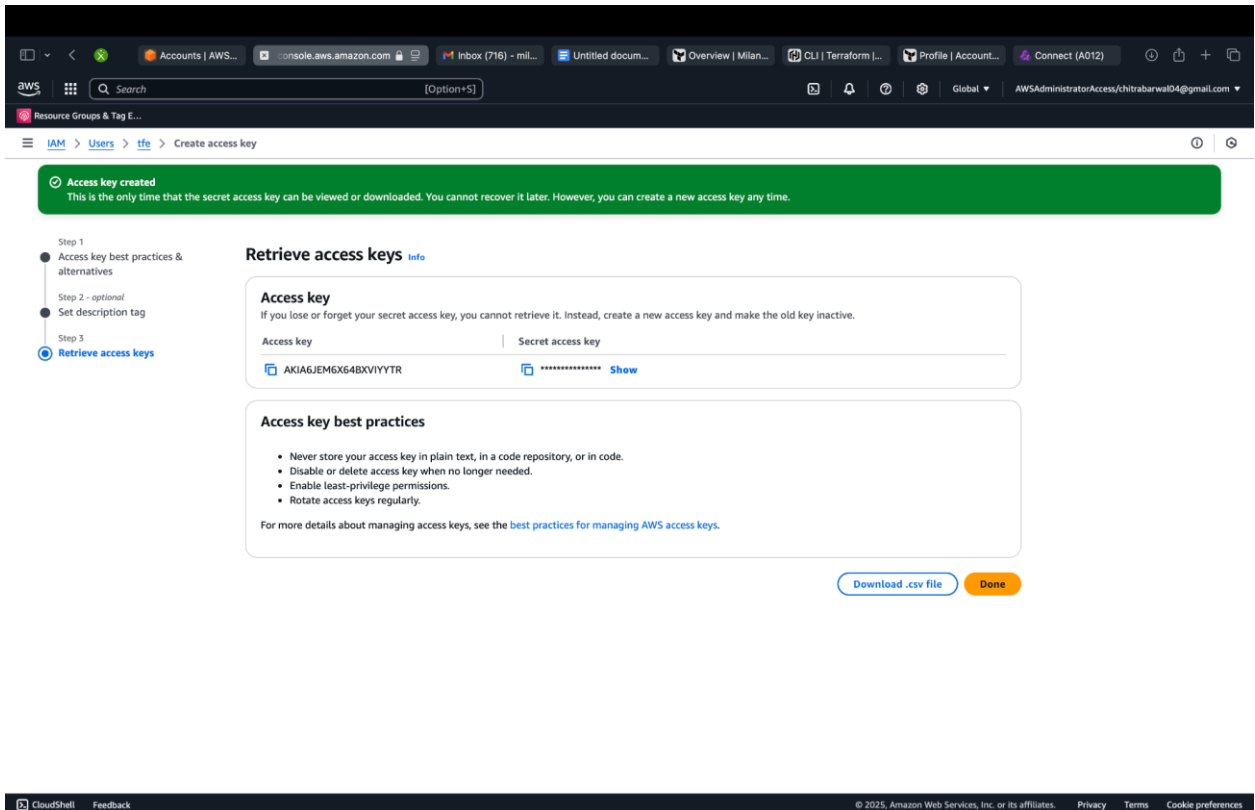 Accounts | AWS...
console.aws.amazon.com
Inbox (716) - mil...
Untitled docum...
Overview | Milan...
CLI | Terraform |...
Profile | Account...
Connect (A012)
aws
Search
[Option+S]
Global
AWSAdministratorAccess/chitrabarwal04@gmail.com
Resource Groups & Tag E...
IAM > Users > tfe > Create access key
Access key created
This is the only time that the secret access key can be viewed or downloaded. You cannot recover it later. However, you can create a new access key any time.
Step 1
Access key best practices &
alternatives
Step 2 - optional
Set description tag
Step 3
Retrieve access keys
Retrieve access keys Info
Access key
If you lose or forget your secret access key, you cannot retrieve it. Instead, create a new access key and make the old key inactive.
Access key
Secret access key
AKIA6JEM6X64BXVIYYTR
*************** Show
Access key best practices
• Never store your access key in plain text, in a code repository, or in code.
• Disable or delete access key when no longer needed.
• Enable least-privilege permissions.
• Rotate access keys regularly.
For more details about managing access keys, see the best practices for managing AWS access keys.
Download .csv file
Done
CloudShell Feedback
© 2025, Amazon Web Services, Inc. or its affiliates. Privacy Terms Cookie preferences